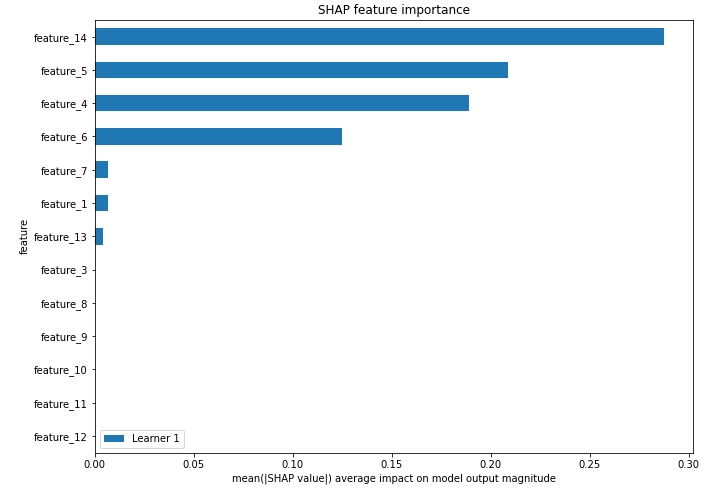 SHAP feature importance
feature_14
feature_5
feature_4
feature_6
feature_7
feature_1
feature_13
feature_3
feature_8
feature_9
feature_10
feature_11
feature_12
feature
Learner 1
0.00 0.05 0.10 0.15 0.20 0.25 0.30
mean(|SHAP value|) average impact on model output magnitude